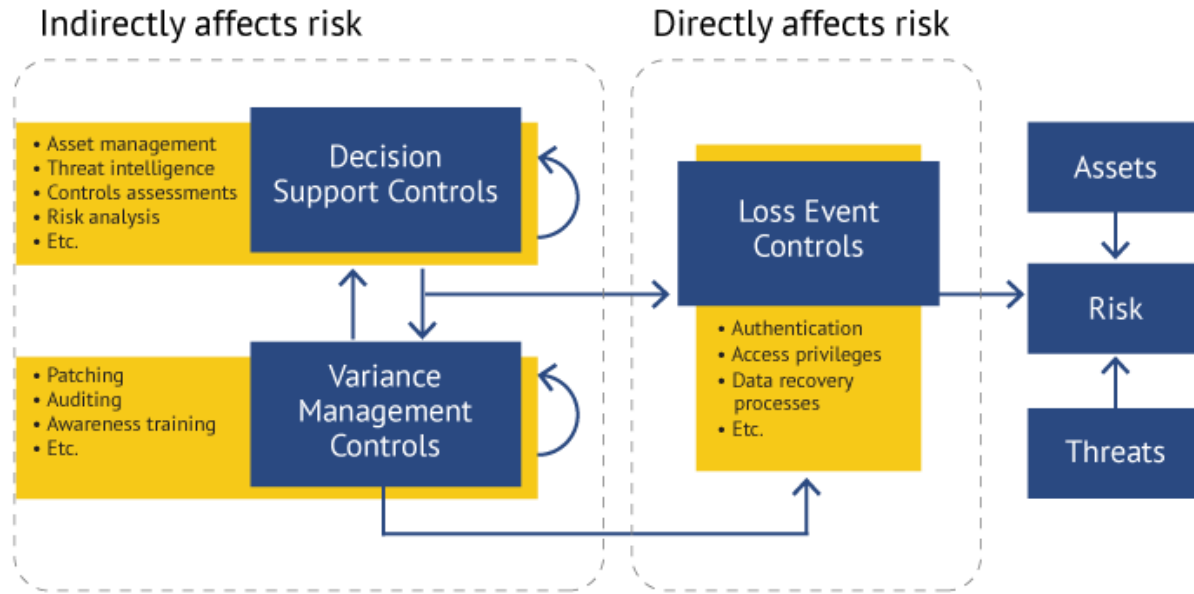 Indirectly affects risk
Directly affects risk
• Asset management
• Threat intelligence
• Controls assessments
• Risk analysis
• Etc.
Decision
Support Controls
• Patching
• Auditing
• Awareness training
• Etc.
Variance
Management
Controls
Loss Event
Controls
• Authentication
• Access privileges
• Data recovery
processes
• Etc.
Assets
Risk
Threats